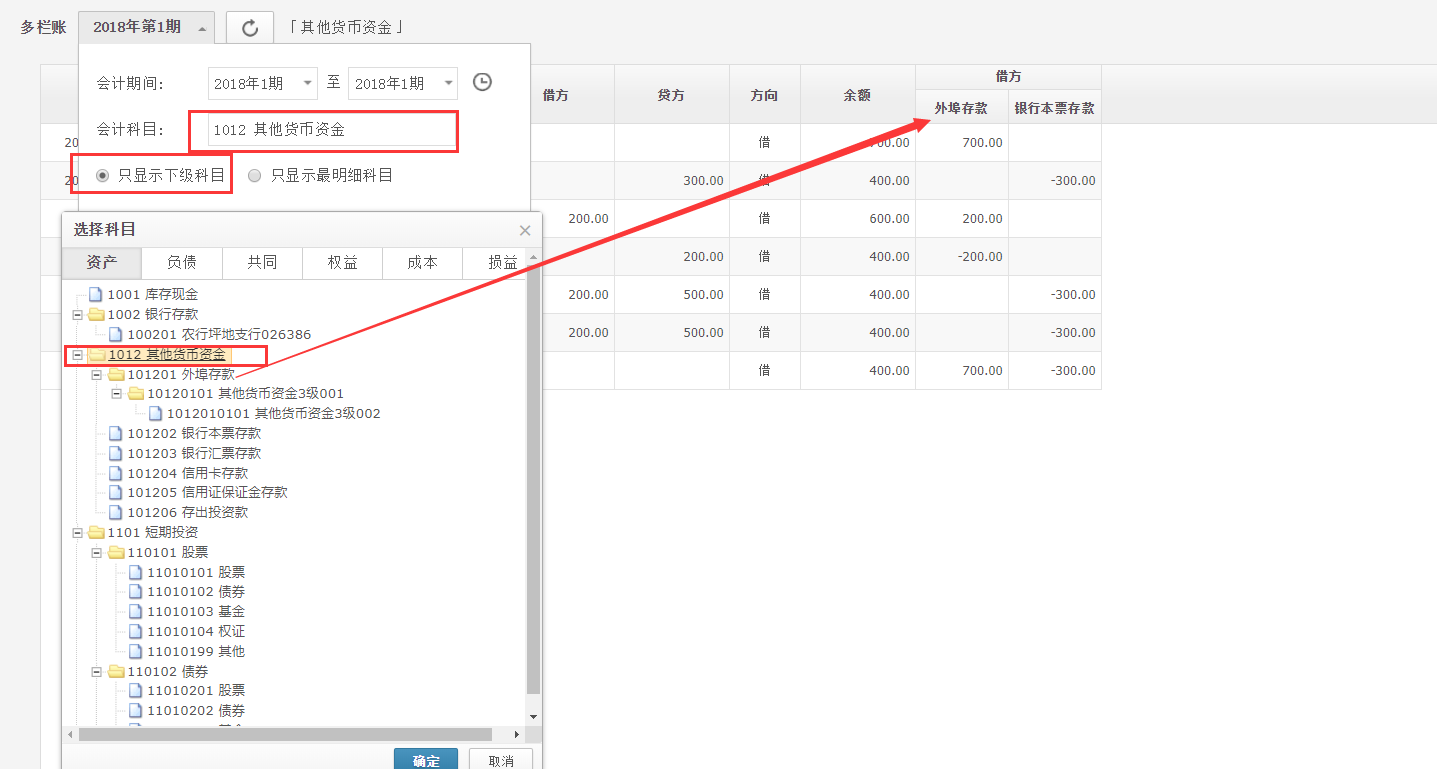 多栏账 2018年第1期 「其他货币资金」
会计期间: 2018年1期 至 2018年1期
会计科目: 1012 其他货币资金
只显示下级科目 只显示最明细科目
借方 贷方 方向 余额 借方
外埠存款 银行本票存款
20 借 700.00 700.00
20 300.00 借 400.00 -300.00
200.00 借 600.00 200.00
200.00 借 400.00 -200.00
200.00 500.00 借 400.00 -300.00
200.00 500.00 借 400.00 -300.00
借 400.00 700.00 -300.00
选择科目
资产 负债 共同 权益 成本 损益
1001 库存现金
1002 银行存款
100201 农行坪地支行026386
1012 其他货币资金
101201 外埠存款
10120101 其他货币资金3级001
1012010101 其他货币资金3级002
101202 银行本票存款
101203 银行汇票存款
101204 信用卡存款
101205 信用证保证金存款
101206 存出投资款
1101 短期投资
110101 股票
11010101 股票
11010102 债券
11010103 基金
11010104 权证
11010199 其他
110102 债券
11010201 股票
11010202 债券
确定 取消